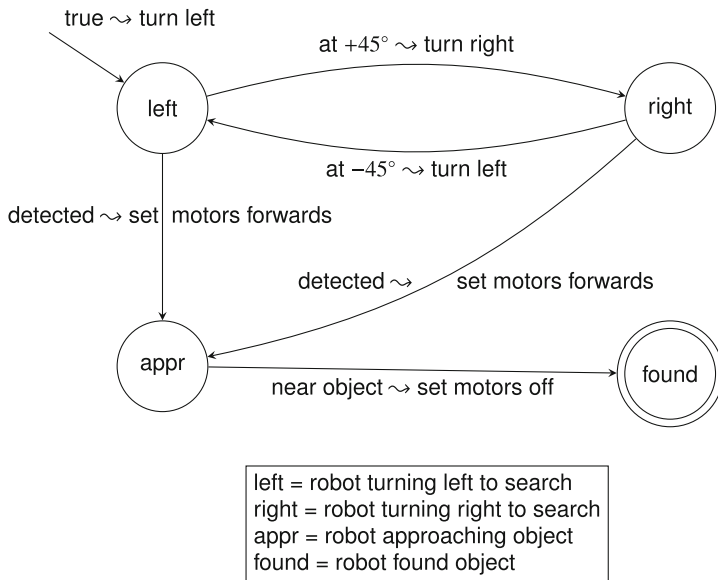 true ⤳ turn left
at +45° ⤳ turn right
left
right
at −45° ⤳ turn left
detected ⤳ set motors forwards
detected ⤳ set motors forwards
appr
found
near object ⤳ set motors off
left = robot turning left to search
right = robot turning right to search
appr = robot approaching object
found = robot found object